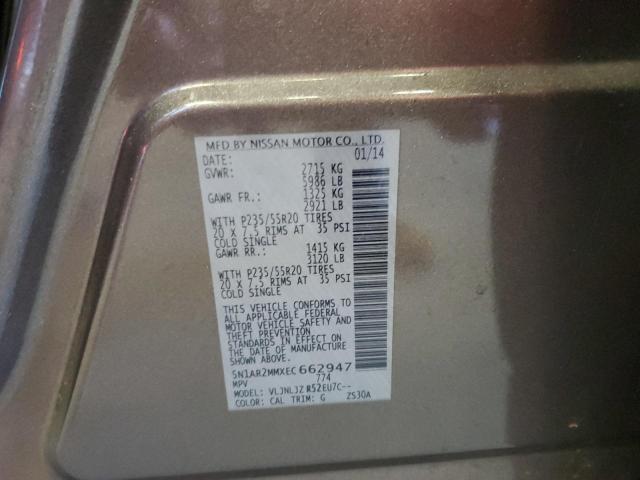 MFD BY NISSAN MOTOR CO., LTD.
DATE: 01/14
GVWR: 2715 KG
5986 LB
GAWR FR.: 1325 KG
2921 LB
WITH P235/55R20 TIRES
20 X 7.5 RIMS AT 35 PSI
COLD SINGLE
GAWR RR.: 1415 KG
3120 LB
WITH P235/55R20 TIRES
20 X 7.5 RIMS AT 35 PSI
COLD SINGLE
THIS VEHICLE CONFORMS TO
ALL APPLICABLE FEDERAL
MOTOR VEHICLE SAFETY AND
THEFT PREVENTION
STANDARDS IN EFFECT ON
THE DATE OF MANUFACTURE
SHOWN ABOVE.
5N1AR2MMXEC662947
MPV 774
MODEL: VLJNLJZ R52EU7C--
COLOR: CAL TRIM: G ZS30A